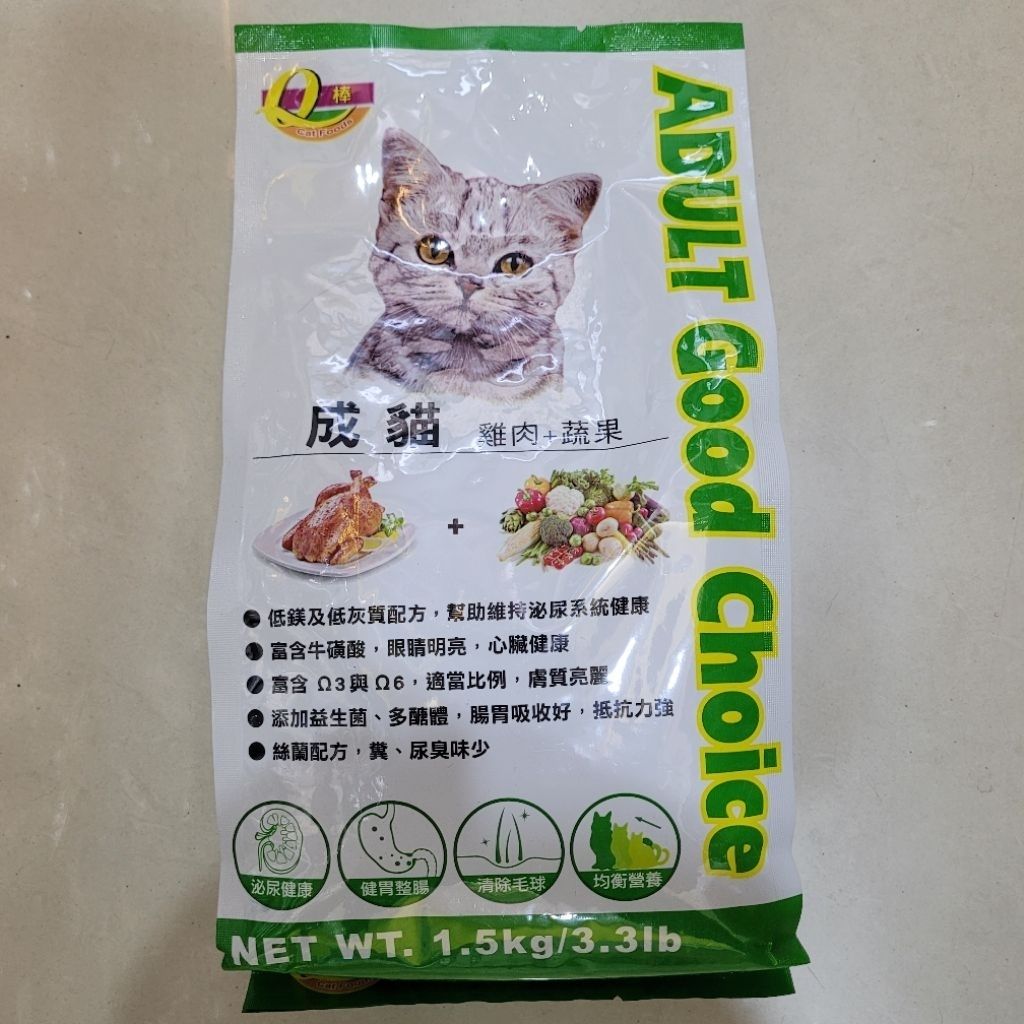 Q棒
Cat Foods
ADULT Good Choice
成貓 雞肉+蔬果
+
● 低鎂及低灰質配方，幫助維持泌尿系統健康
● 富含牛磺酸，眼睛明亮，心臟健康
● 富含 Ω3與Ω6，適當比例，膚質亮麗
● 添加益生菌、多醣體，腸胃吸收好，抵抗力強
● 絲蘭配方，糞、尿臭味少
泌尿健康
健胃整腸
清除毛球
均衡營養
NET WT. 1.5kg/3.3lb
Cat Foods